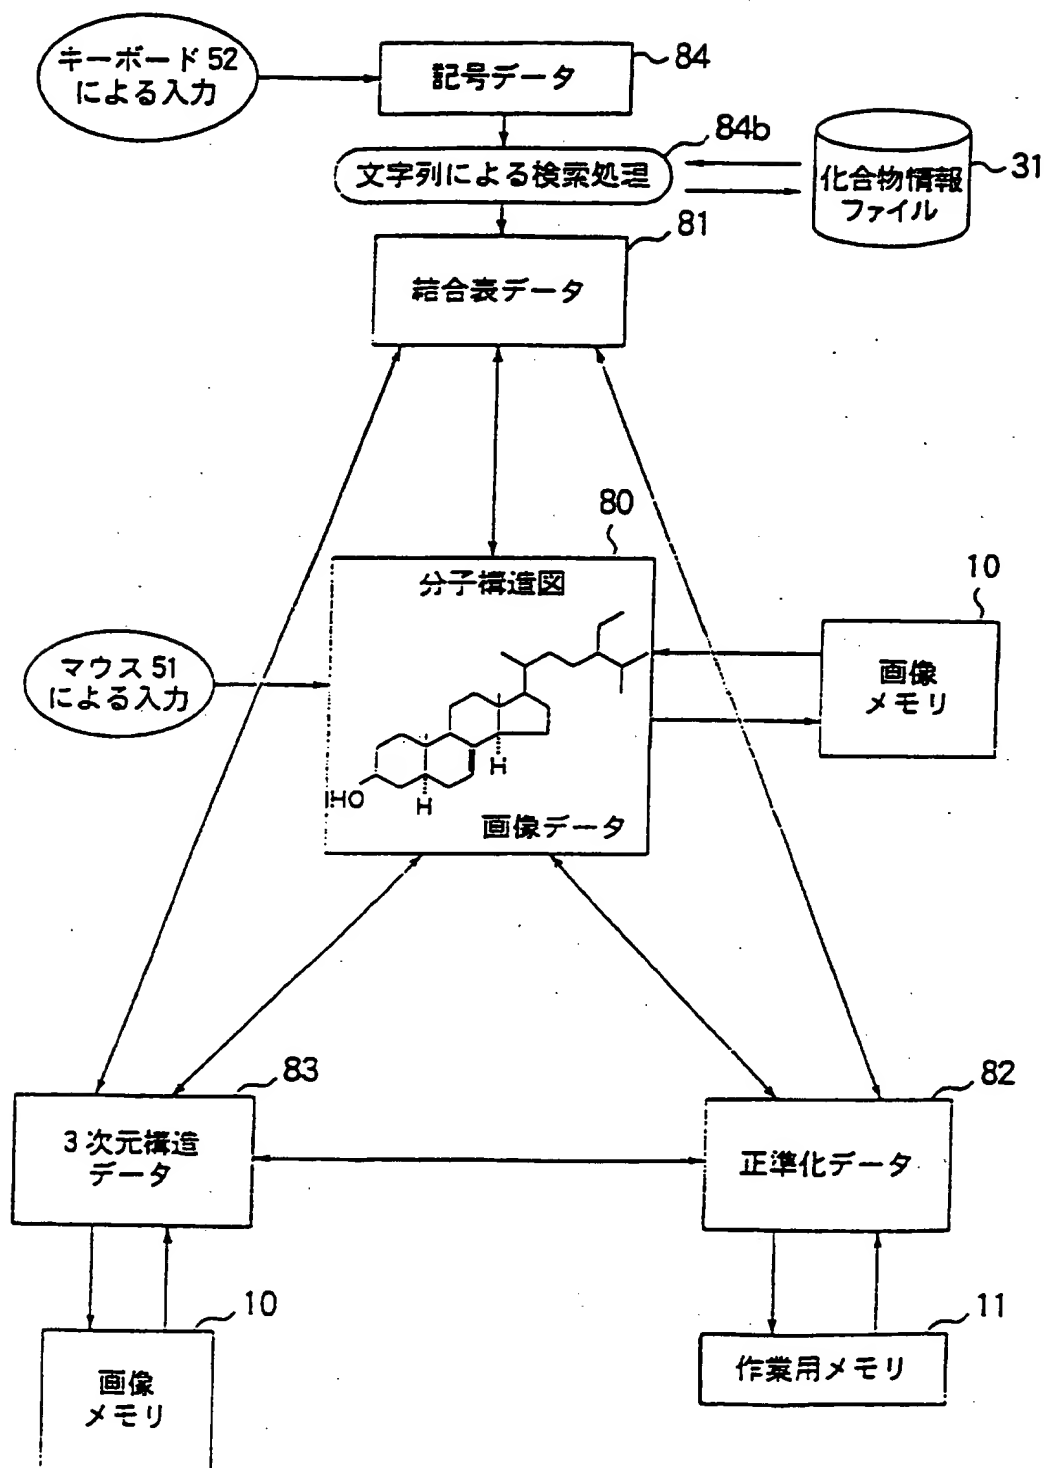 キーボード52
による入力
記号データ
84
84b
文字列による検索処理
化合物情報
ファイル
31
81
結合表データ
80
分子構造図
10
マウス51
による入力
画像
メモリ
H
HO
H
画像データ
83
82
3次元構造
データ
正準化データ
10
11
画像
メモリ
作業用メモリ